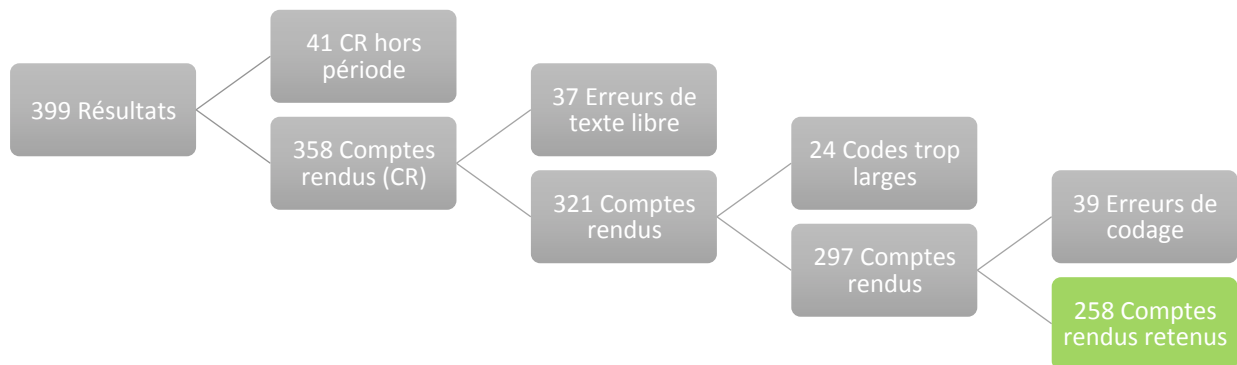 399 Résultats
41 CR hors
période
358 Comptes
rendus (CR)
37 Erreurs de
texte libre
321 Comptes
rendus
24 Codes trop
larges
297 Comptes
rendus
39 Erreurs de
codage
258 Comptes
rendus retenus